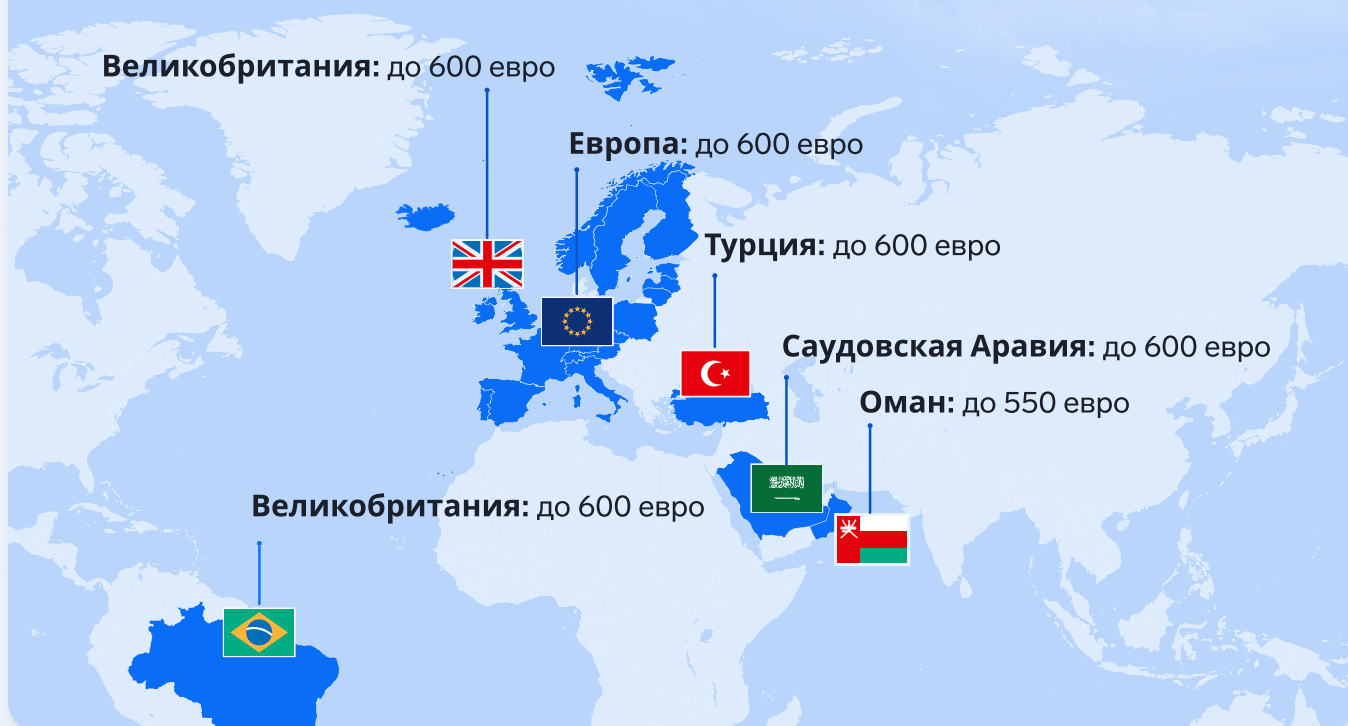 Великобритания: до 600 евро
Европа: до 600 евро
Турция: до 600 евро
Саудовская Аравия: до 600 евро
Оман: до 550 евро
Великобритания: до 600 евро